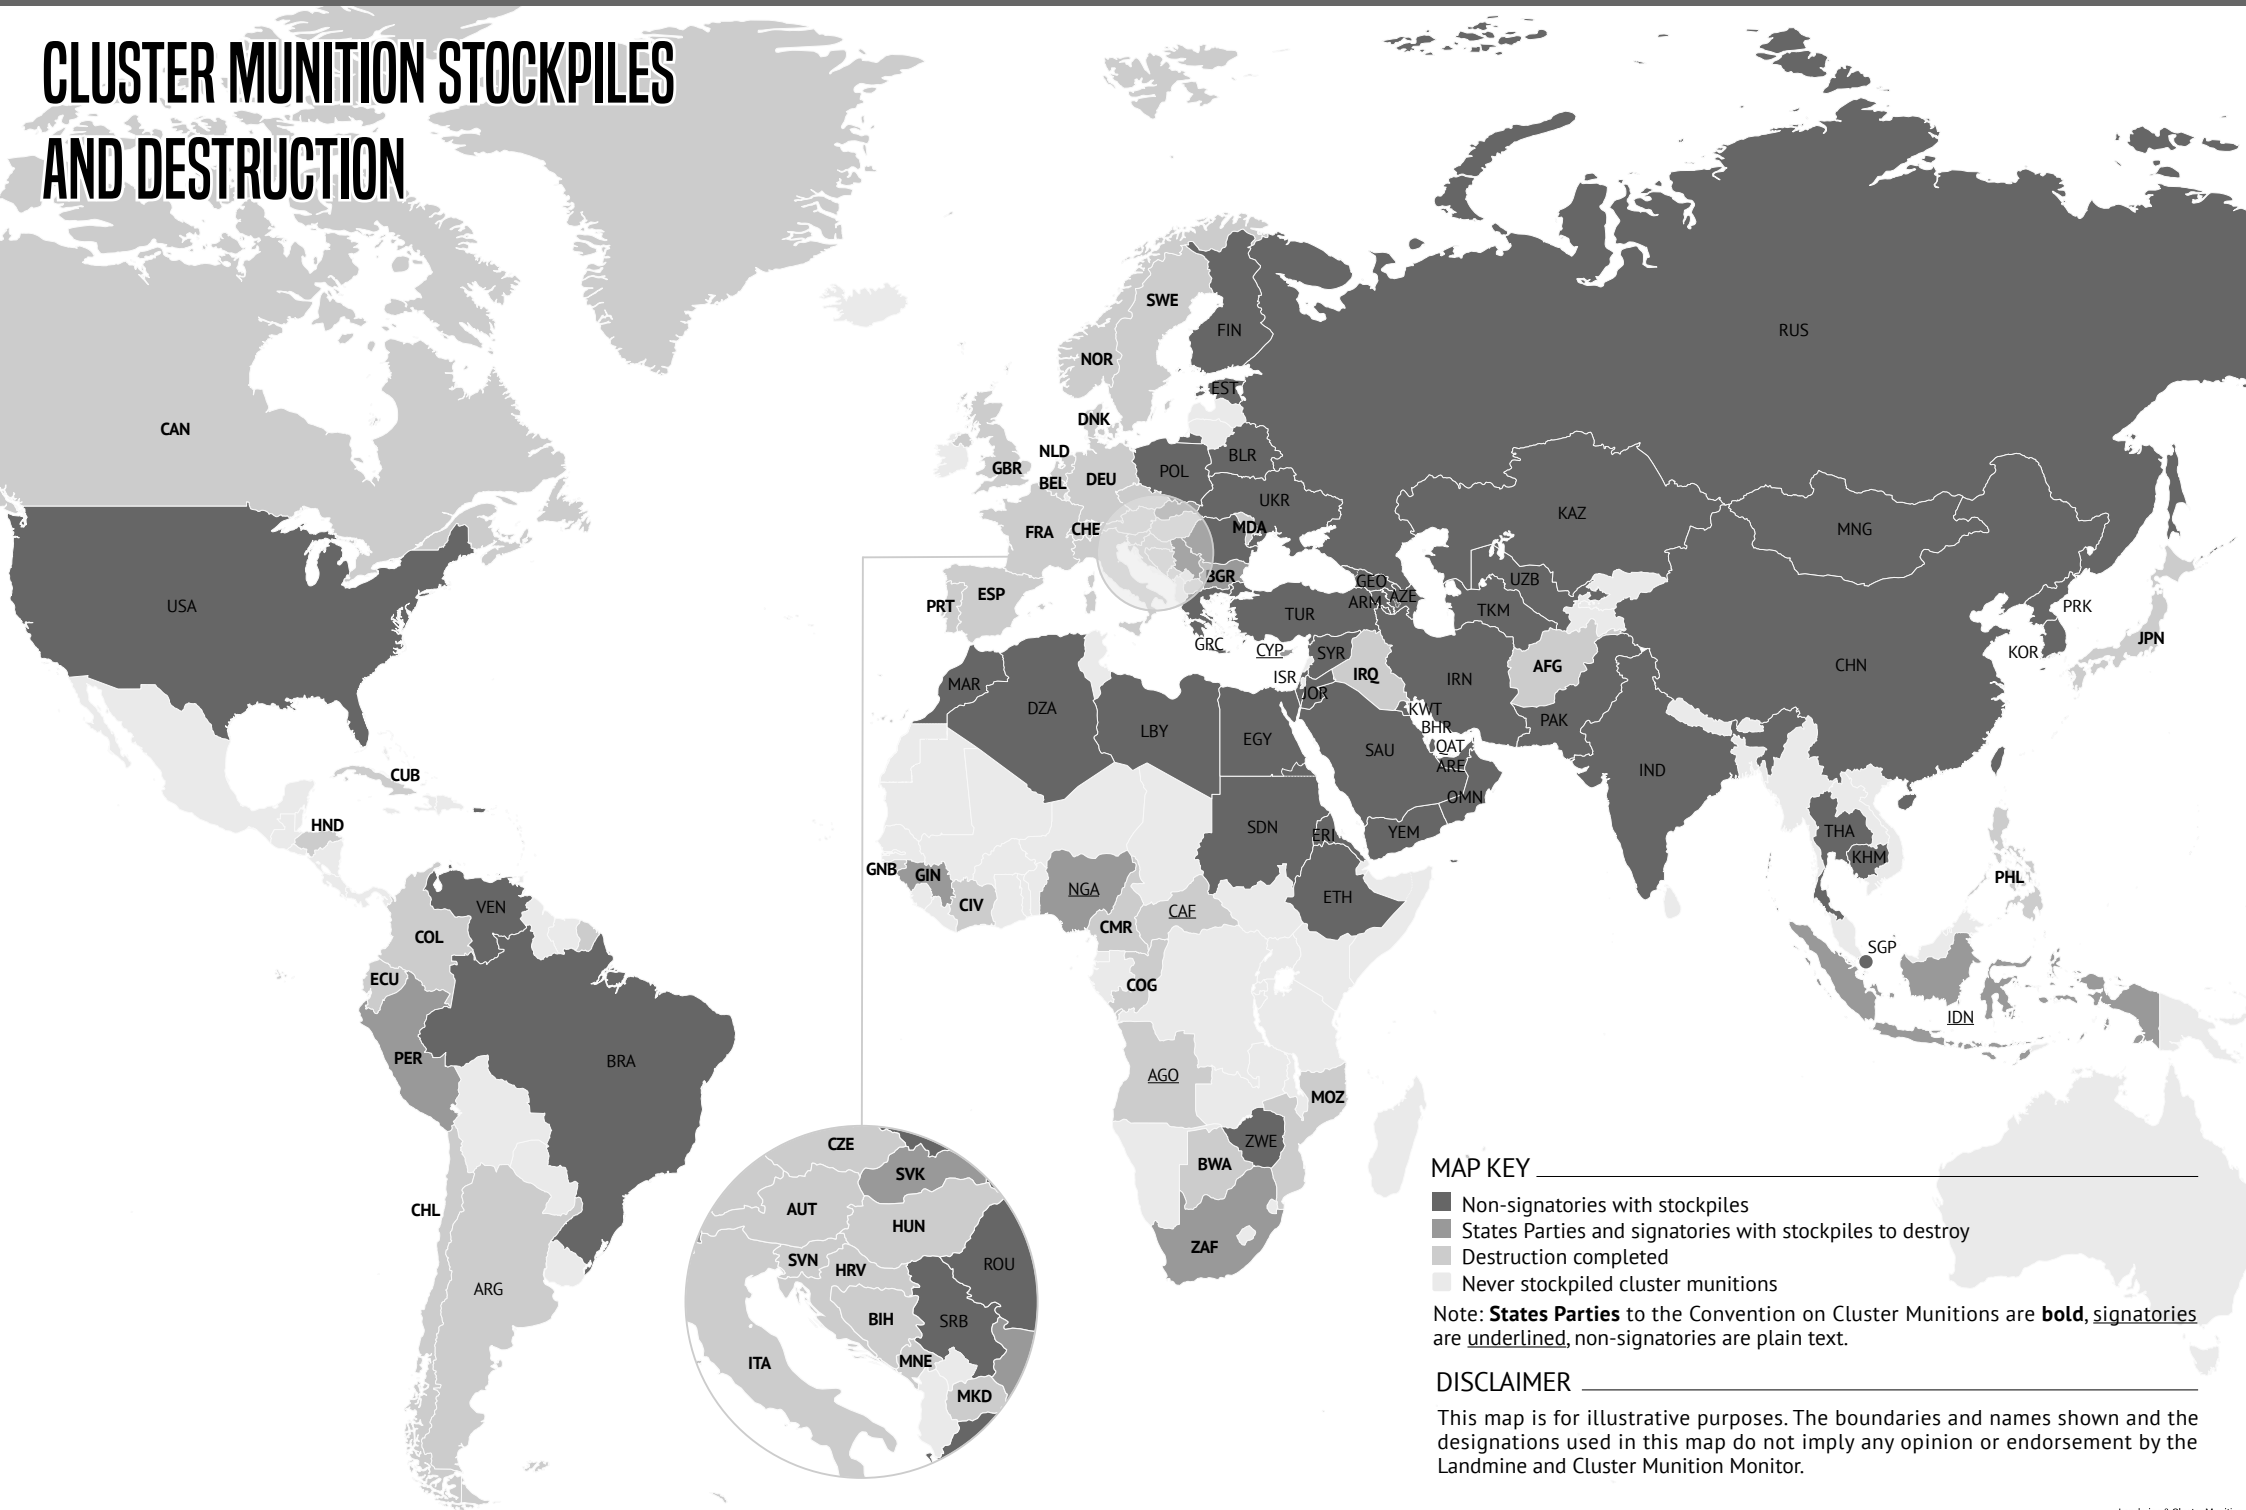 CLUSTER MUNITION STOCKPILES
AND DESTRUCTION
SWE
FIN
RUS
NOR
EST
DNK
CAN
NLD
GBR
BEL
DEU
POL
BLR
UKR
KAZ
MNG
FRA
CHE
MDA
BGR
GEO
UZB
ARM
AZE
TKM
PRK
USA
PRT
ESP
TUR
JPN
GRC
CYP
SYR
KOR
CHN
ISR
IRQ
IRN
AFG
MAR
JOR
DZA
KWT
PAK
LBY
EGY
BHR
SAU
QAT
ARE
IND
CUB
OMN
HND
SDN
ERI
YEM
THA
KHM
GNB
GIN
NGA
CIV
CAF
ETH
PHL
VEN
CMR
COL
SGP
ECU
COG
IDN
PER
BRA
AGO
MOZ
ZWE
BWA
CHL
ZAF
ARG
CZE
SVK
AUT
HUN
SVN
HRV
ROU
BIH
SRB
MNE
ITA
MKD
MAP KEY
Non-signatories with stockpiles
States Parties and signatories with stockpiles to destroy
Destruction completed
Never stockpiled cluster munitions
Note: States Parties to the Convention on Cluster Munitions are bold, signatories
are underlined, non-signatories are plain text.
DISCLAIMER
This map is for illustrative purposes. The boundaries and names shown and the
designations used in this map do not imply any opinion or endorsement by the
Landmine and Cluster Munition Monitor.